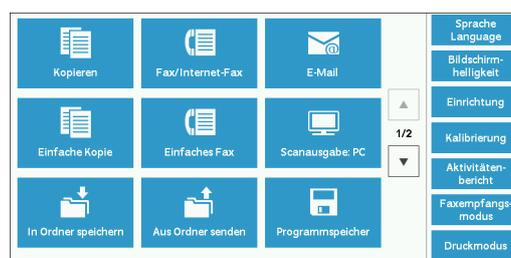 Kopieren
Fax/Internet-Fax
E-Mail
Einfache Kopie
Einfaches Fax
Scanausgabe: PC
In Ordner speichern
Aus Ordner senden
Programmspeicher
1/2
Sprache
Language
Bildschirm-
helligkeit
Einrichtung
Kalibrierung
Aktivitäten-
bericht
Faxempfangs-
modus
Druckmodus